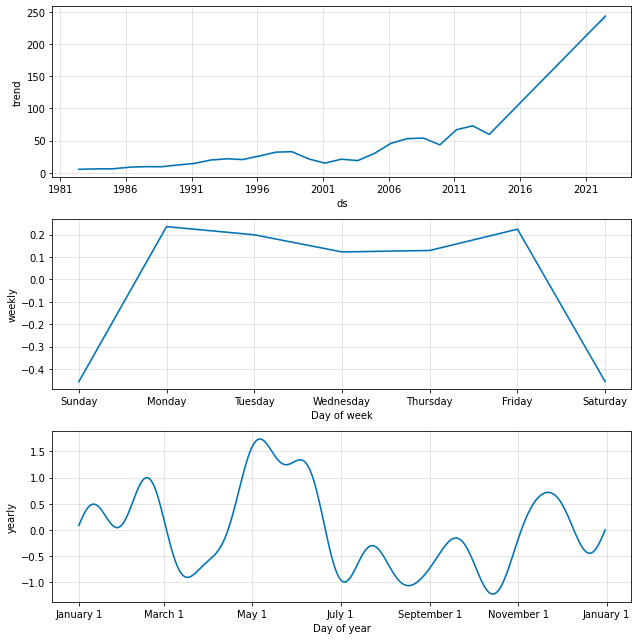 250
200
150
100
50
0
trend
1981 1986 1991 1996 2001 2006 2011 2016 2021
ds
0.2
0.1
0.0
−0.1
−0.2
−0.3
−0.4
weekly
Sunday Monday Tuesday Wednesday Thursday Friday Saturday
Day of week
1.5
1.0
0.5
0.0
−0.5
−1.0
yearly
January 1 March 1 May 1 July 1 September 1 November 1 January 1
Day of year